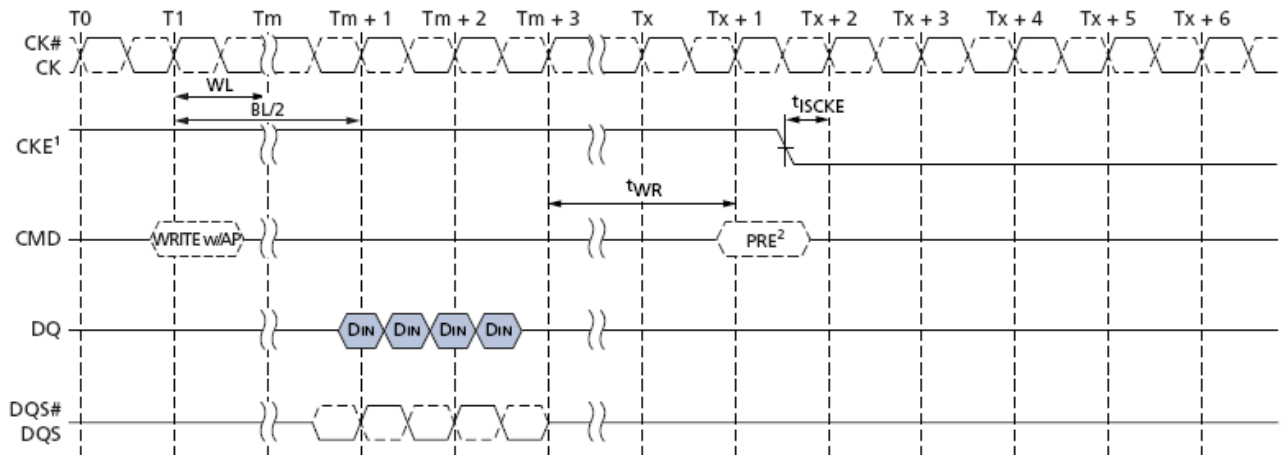 T0 T1 Tm Tm + 1 Tm + 2 Tm + 3 Tx Tx + 1 Tx + 2 Tx + 3 Tx + 4 Tx + 5 Tx + 6
CK#
CK
WL
BL/2
tISCKE
CKE1
tWR
CMD WRITE w/AP PRE2
DQ DIN DIN DIN DIN
DQS#
DQS